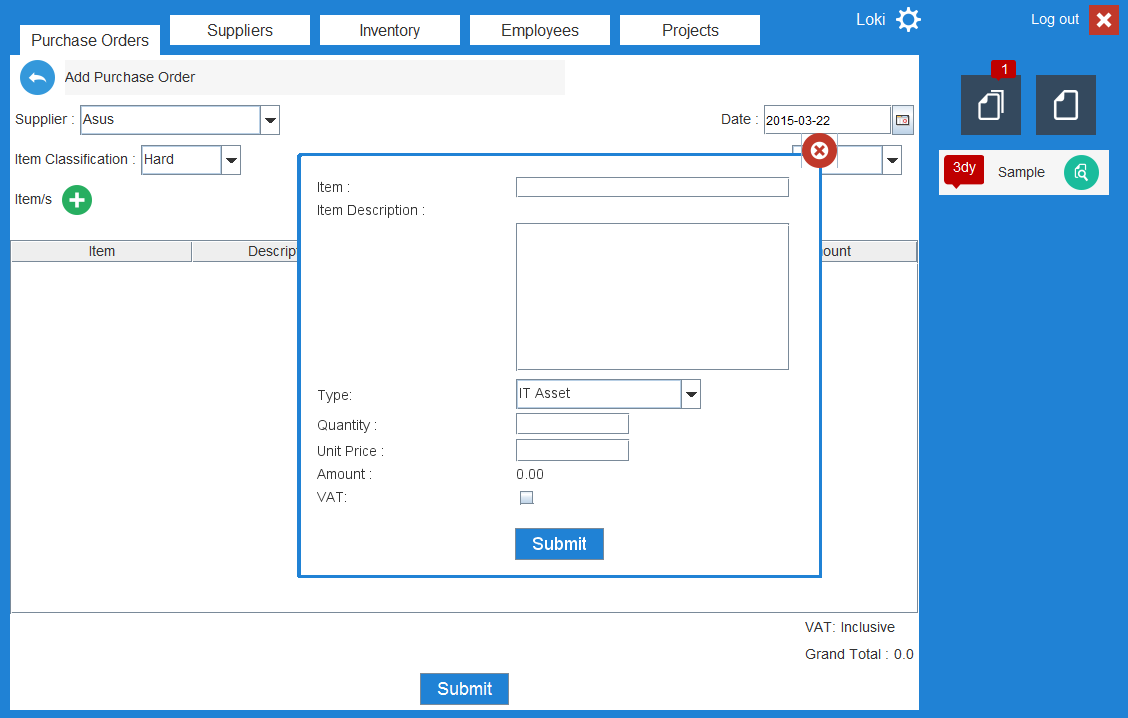 Purchase Orders
Suppliers
Inventory
Employees
Projects
Loki
Log out
Add Purchase Order
1
Supplier :
Asus
Date :
2015-03-22
Item Classification :
Hard
3dy
Sample
Item/s
Item
Descrip
ount
Item :
Item Description :
Type:
IT Asset
Quantity :
Unit Price :
Amount :
0.00
VAT:
Submit
VAT: Inclusive
Grand Total : 0.0
Submit